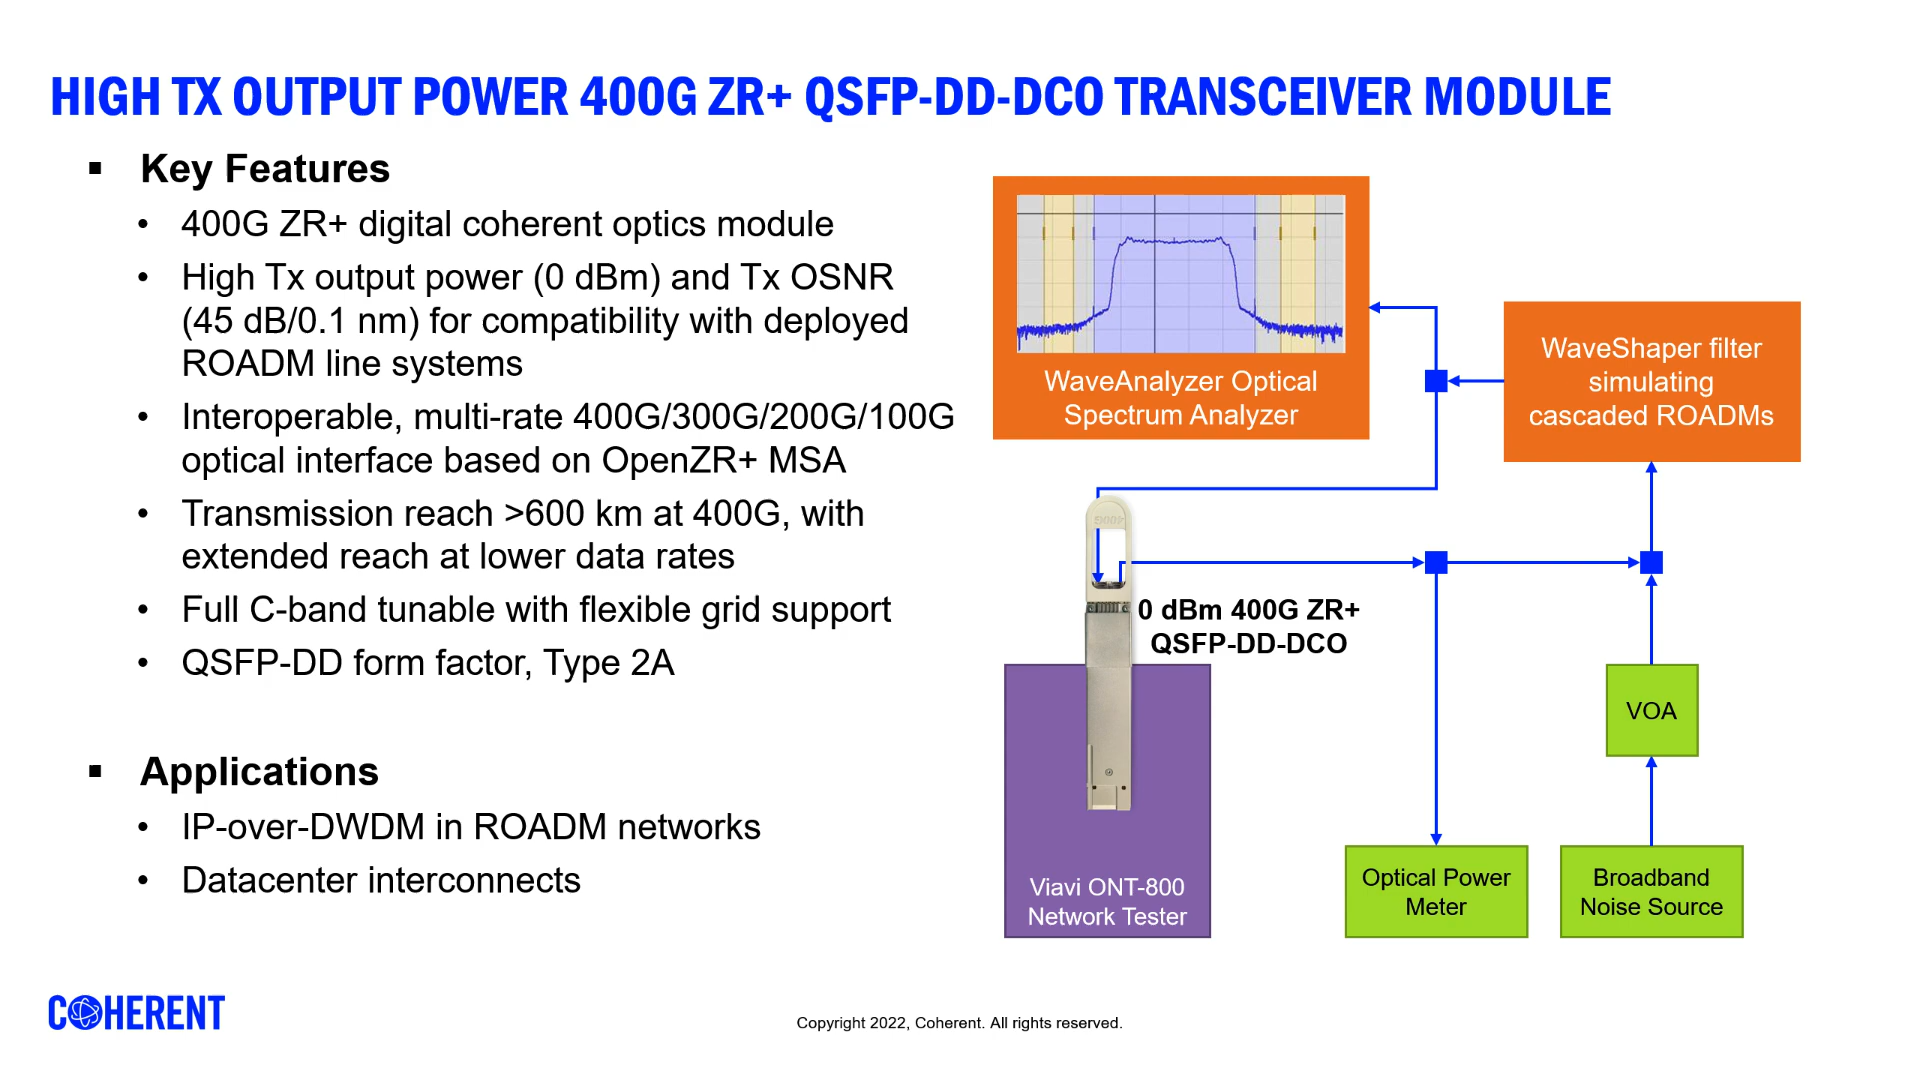 HIGH TX OUTPUT POWER 400G ZR+ QSFP-DD-DCO TRANSCEIVER MODULE
▪ Key Features
• 400G ZR+ digital coherent optics module
• High Tx output power (0 dBm) and Tx OSNR
(45 dB/0.1 nm) for compatibility with deployed
ROADM line systems
• Interoperable, multi-rate 400G/300G/200G/100G
optical interface based on OpenZR+ MSA
• Transmission reach >600 km at 400G, with
extended reach at lower data rates
• Full C-band tunable with flexible grid support
• QSFP-DD form factor, Type 2A
▪ Applications
• IP-over-DWDM in ROADM networks
• Datacenter interconnects
WaveAnalyzer Optical
Spectrum Analyzer
WaveShaper filter
simulating
cascaded ROADMs
400G
0 dBm 400G ZR+
QSFP-DD-DCO
VOA
Viavi ONT-800
Network Tester
Optical Power
Meter
Broadband
Noise Source
COHERENT
Copyright 2022, Coherent. All rights reserved.